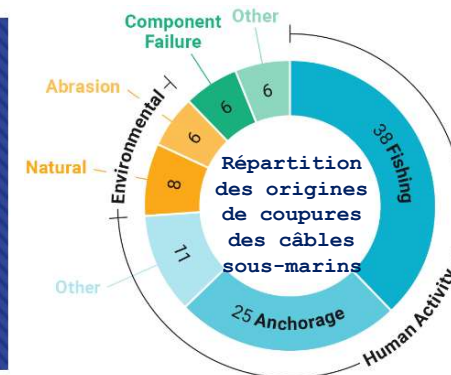 Other
Component
Failure
Abrasion
Natural
Environmental
Other
6
6
6
8
11
25 Anchorage
38 Fishing
Human Activity
Répartition
des origines
de coupures
des câbles
sous-marins